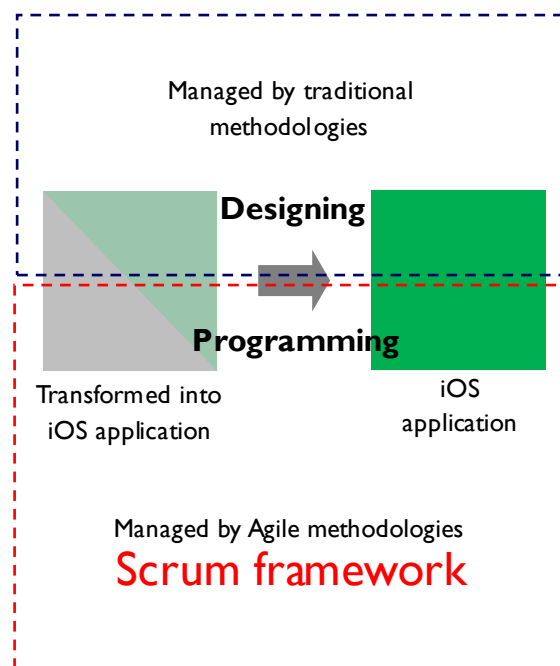 Managed by traditional
methodologies
Designing
Programming
Transformed into
iOS application
iOS
application
Managed by Agile methodologies
Scrum framework